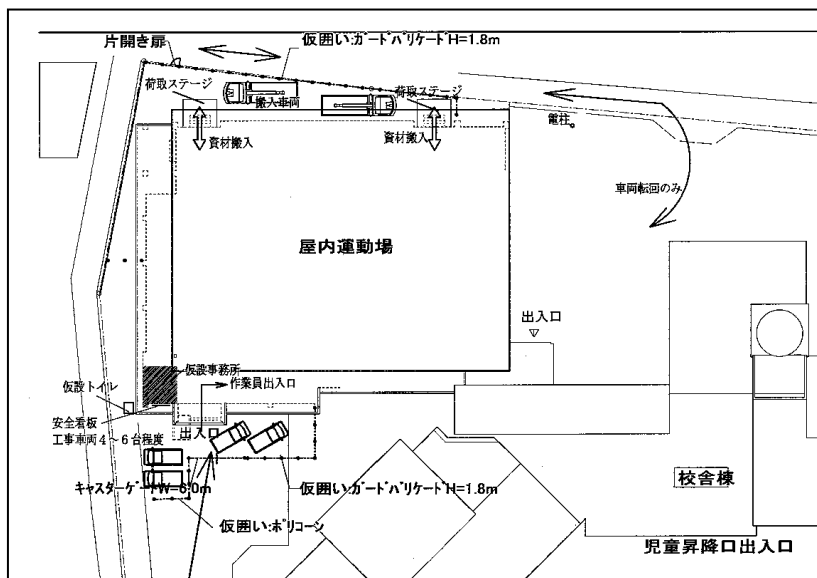 片開き扉
仮囲い:ガードバリケードH=1.8m
荷取ステージ
搬入車両
荷取ステージ
資材搬入
資材搬入
電柱
車両転回のみ
屋内運動場
出入口
仮設事務所
仮設トイレ
作業員出入口
安全看板
出入口
工事車両4～6台程度
キャスターゲートW=6.0m
仮囲い:ガードバリケードH=1.8m
校舎棟
仮囲い:ポリコーン
児童昇降口出入口